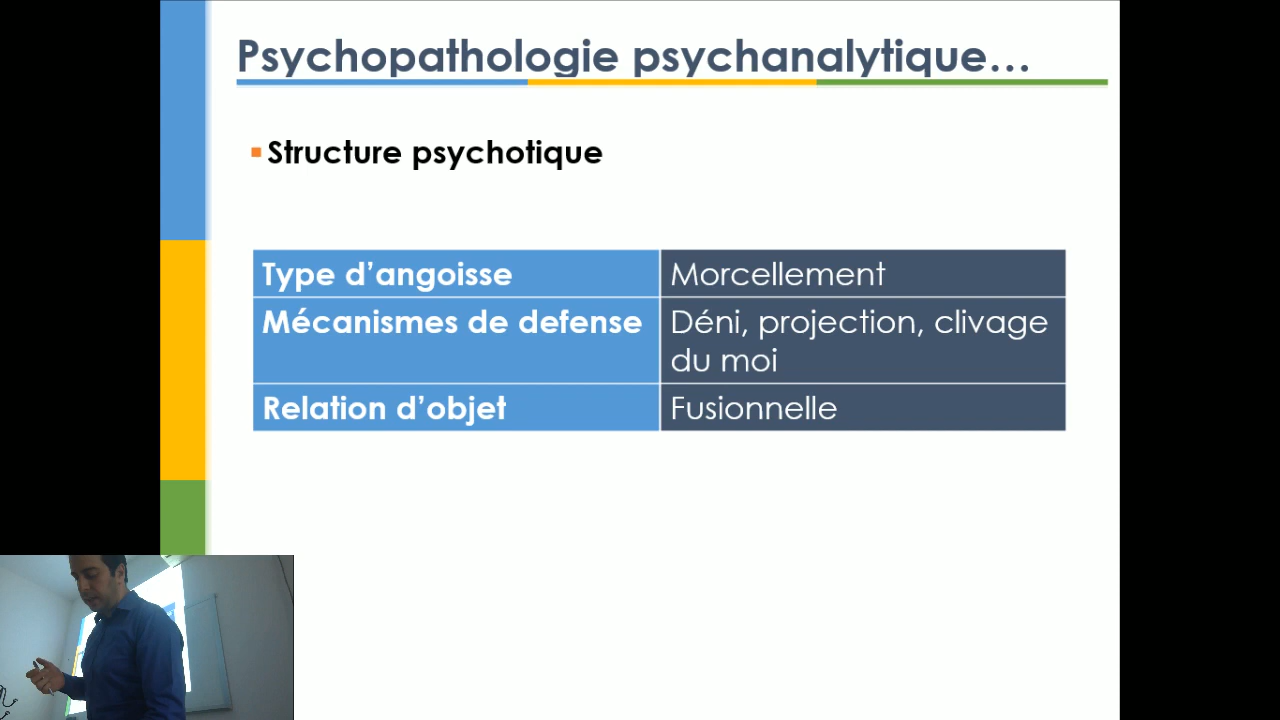 Psychopathologie psychanalytique…
Structure psychotique
Type d’angoisse
Morcellement
Mécanismes de defense
Déni, projection, clivage
du moi
Relation d’objet
Fusionnelle